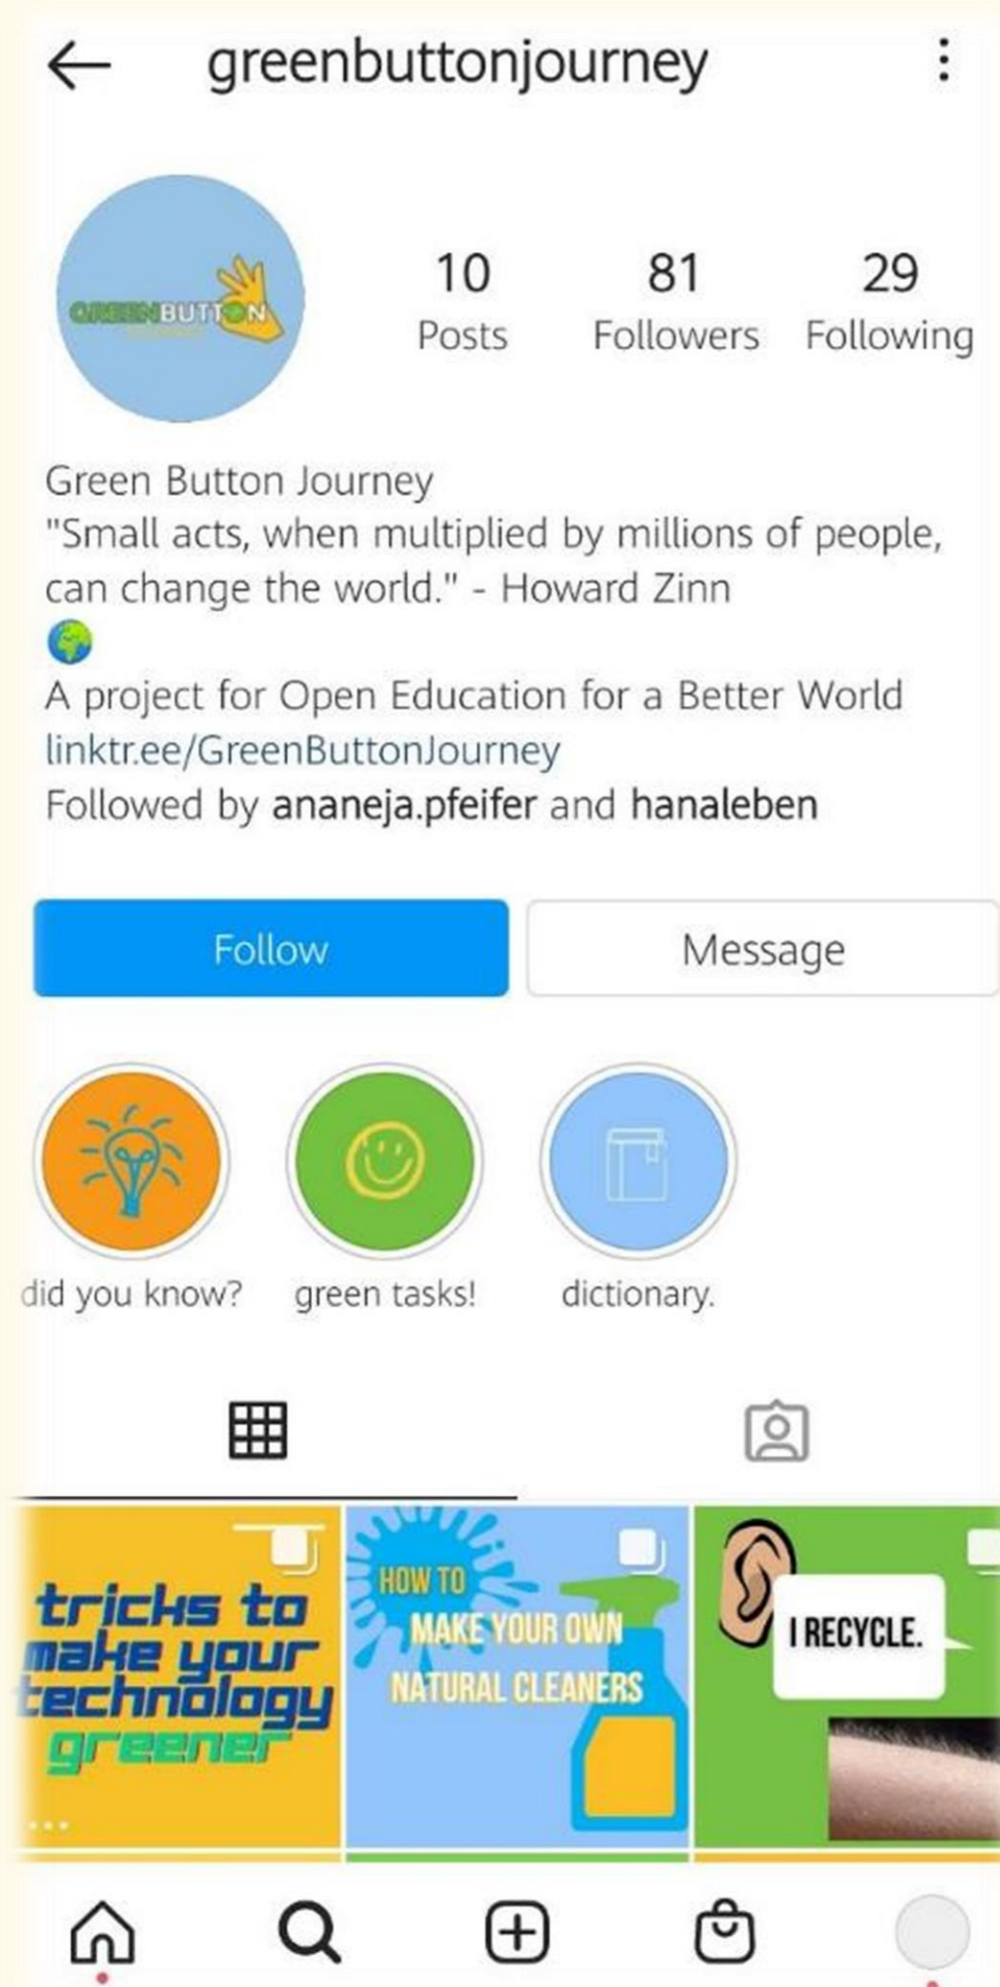 greenbuttonjourney
GREENBUTTON
10
81
29
Posts
Followers
Following
Green Button Journey
"Small acts, when multiplied by millions of people,
can change the world." - Howard Zinn
A project for Open Education for a Better World
linktr.ee/GreenButtonJourney
Followed by ananeja.pfeifer and hanaleben
Follow
Message
did you know?
green tasks!
dictionary.
tricks to
make your
technology
greener
HOW TO
MAKE YOUR OWN
NATURAL CLEANERS
I RECYCLE.